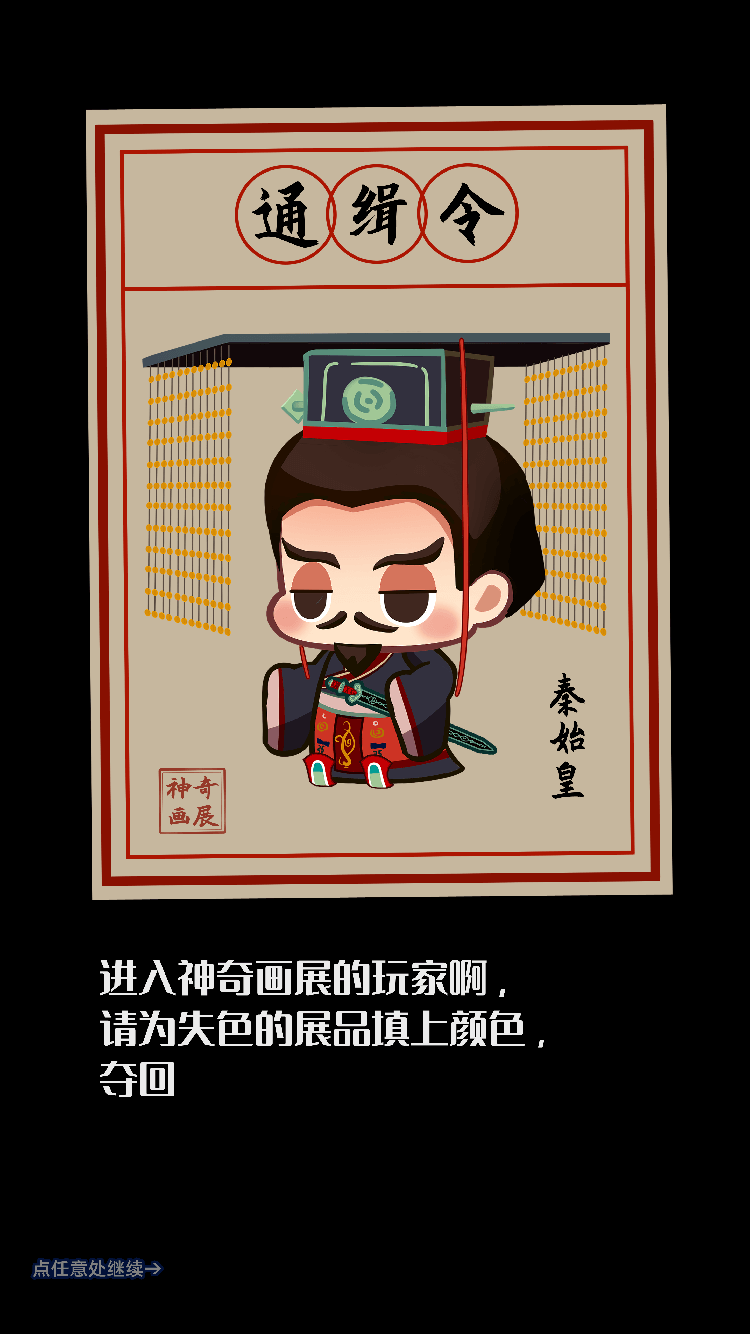 通缉令
秦始皇
神奇
画展
进入神奇画展的玩家啊，
请为失色的展品填上颜色，
夺回
点任意处继续→